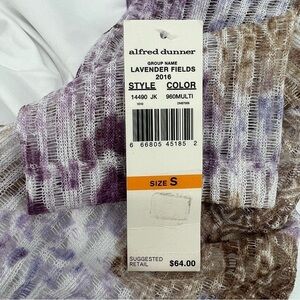 alfred dunner
GROUP NAME
LAVENDER FIELDS
2016
STYLE COLOR
14490 JK 960MULTI
6 66805 45185 2
SIZE S
SUGGESTED
RETAIL $64.00